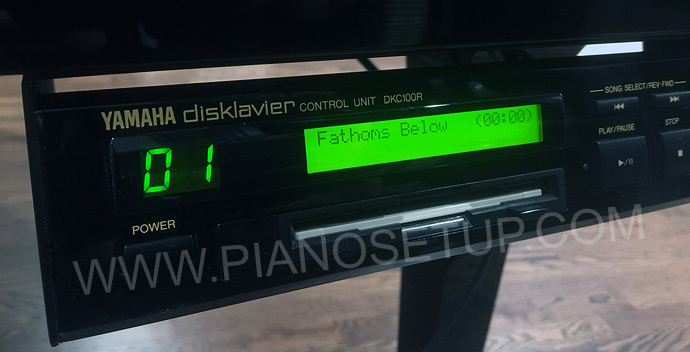 YAMAHA disklavier CONTROL UNIT DKC100R
SONG SELECT/REV·FWD
Fathoms Below (00:00)
01
PLAY/PAUSE STOP
POWER
WWW.PIANOSETUP.COM